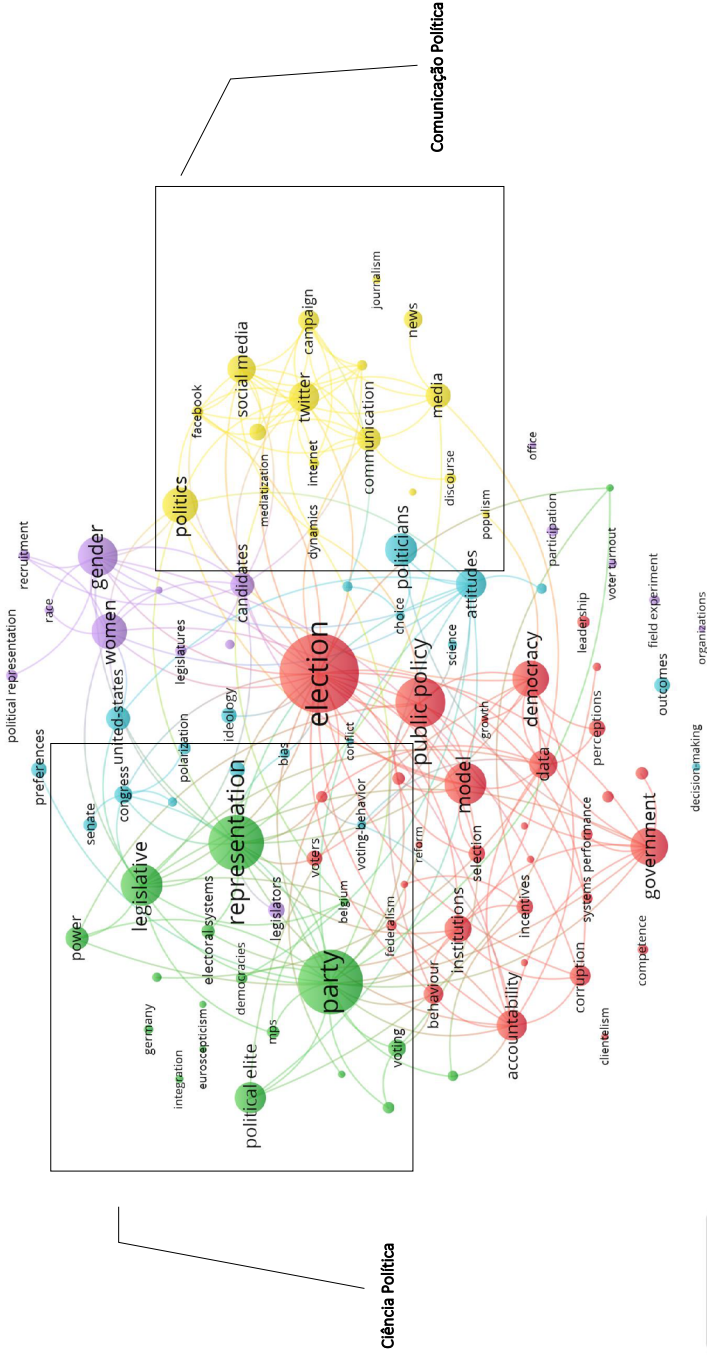 political representation
recruitment
preferences
race
power
senate
gender
women
united-states
congress
legislative
germany
integration
politics
legislatures
polarization
facebook
euroscepticism
electoral systems
ideology
representation
democracies
social media
candidates
political elite
mediatization
mps
legislators
bias
twitter
campaign
internet
dynamics
voters
election
party
belgium
conflict
voting-behavior
communication
journalism
Ciência Política
federalism
voting
choice
politicians
news
reform
public policy
behaviour
media
Comunicação Política
discourse
science
institutions
model
attitudes
selection
growth
populism
accountability
incentives
democracy
office
data
participation
corruption
leadership
systems performance
perceptions
clientelism
voter turnout
competence
government
field experiment
outcomes
decision-making
organizations